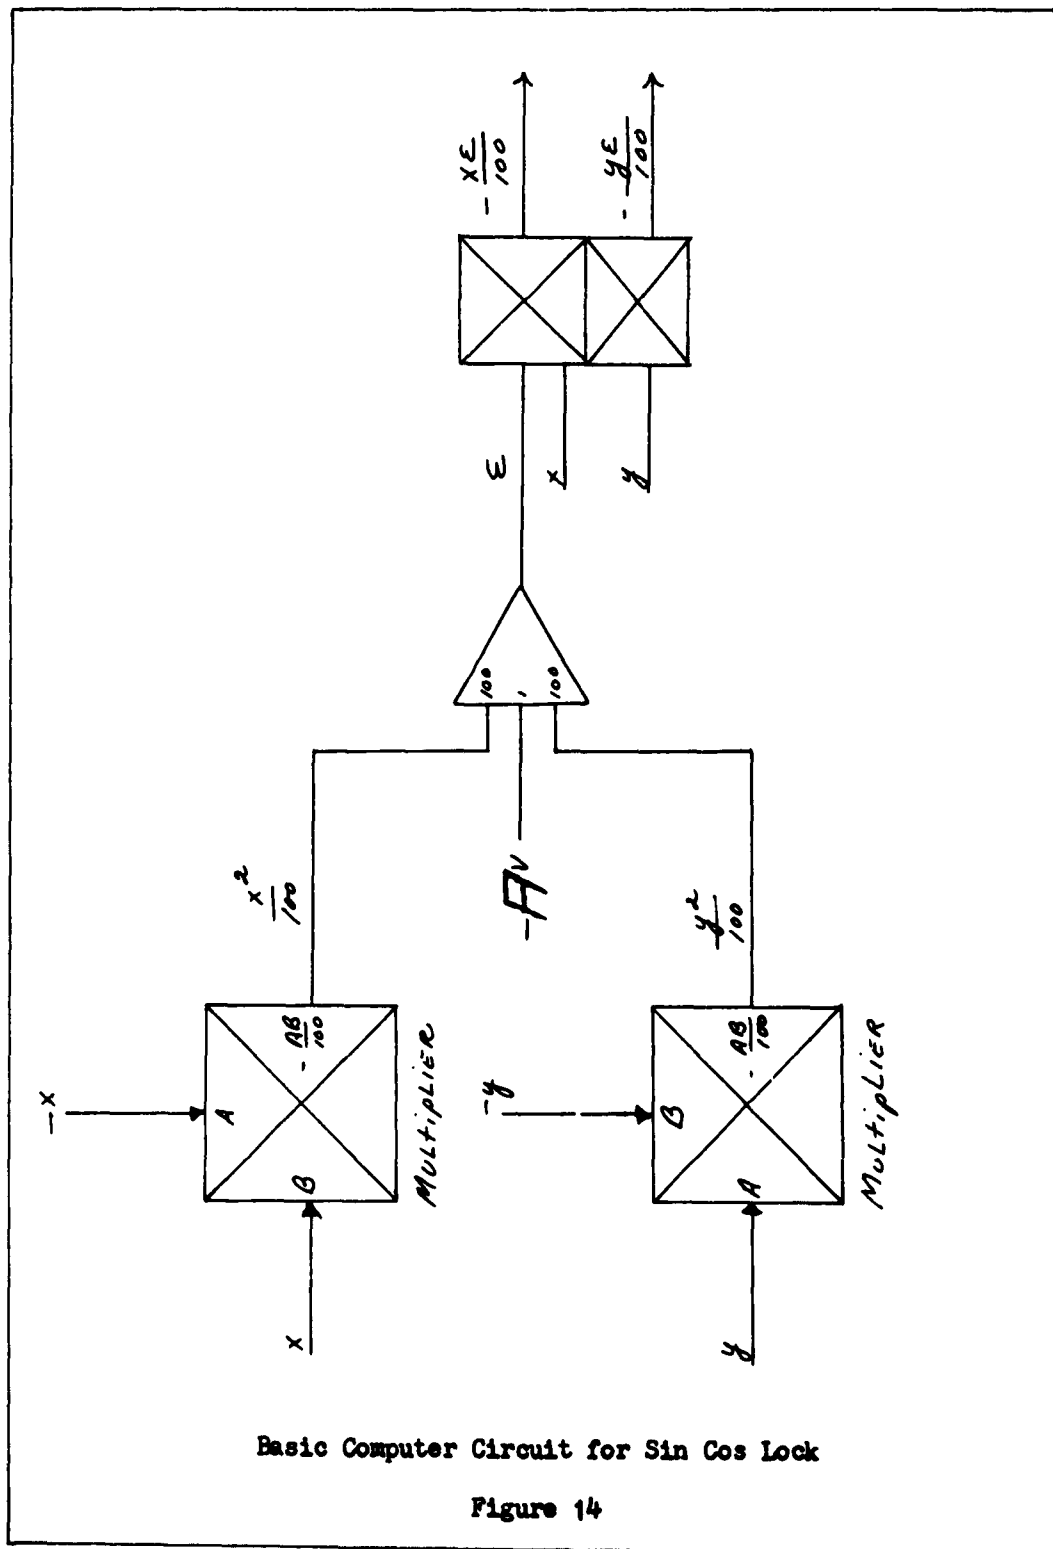 -x
x
A
B
- AB/100
Multiplier
x²/100
-y
y
B
A
- AB/100
Multiplier
y²/100
100
1
100
ε
x
y
- xε/100
- yε/100
Basic Computer Circuit for Sin Cos Lock
Figure 14